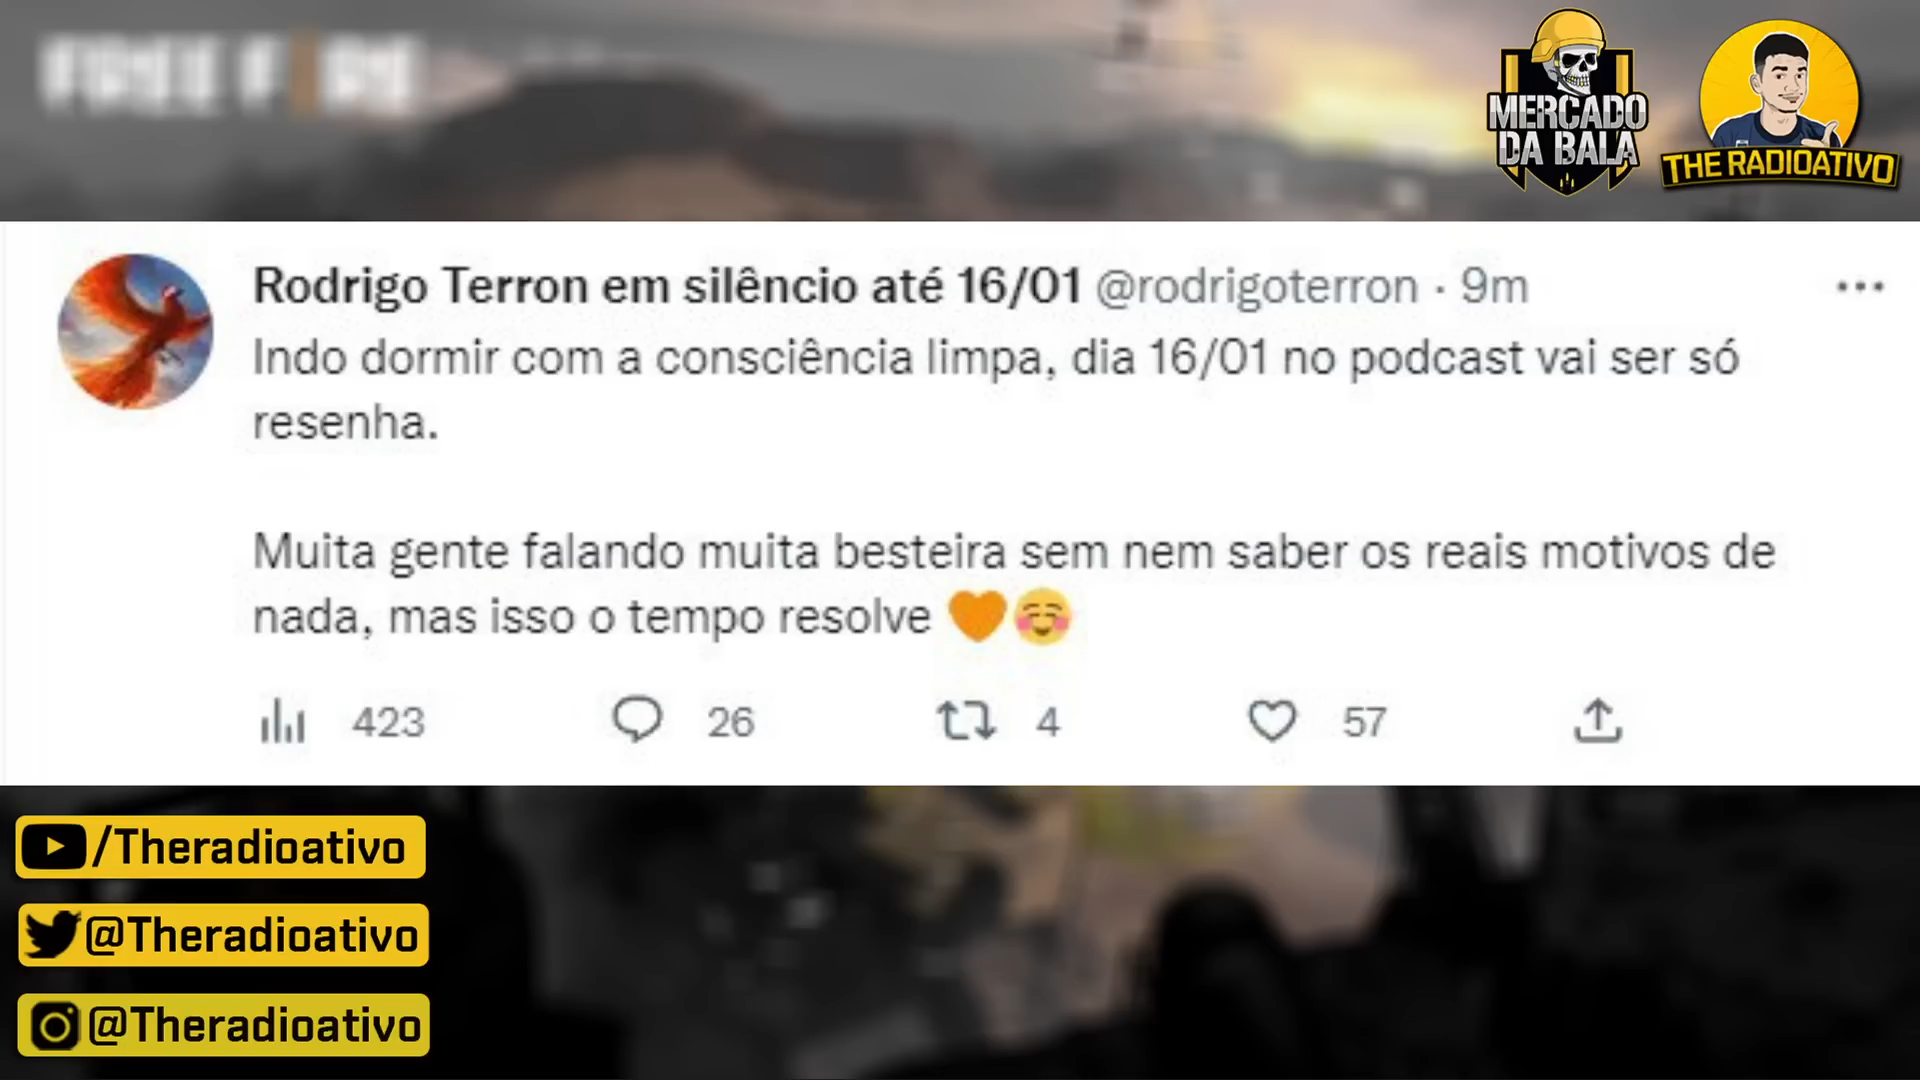 FREE FIRE
MERCADO
DA BALA
THE RADIOATIVO
Rodrigo Terron em silêncio até 16/01 @rodrigoterron · 9m
Indo dormir com a consciência limpa, dia 16/01 no podcast vai ser só
resenha.
Muita gente falando muita besteira sem nem saber os reais motivos de
nada, mas isso o tempo resolve 🧡☺️
423 26 4 57
/Theradioativo
@Theradioativo
@Theradioativo